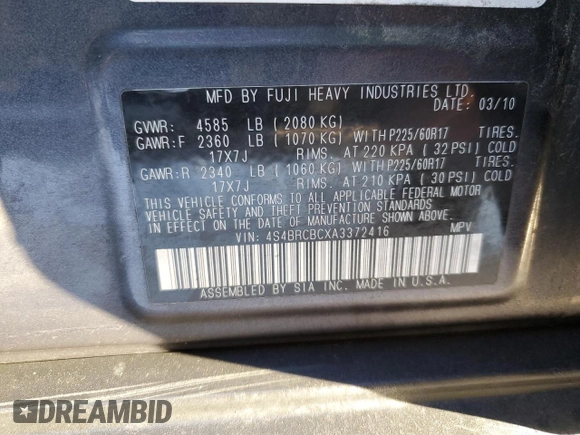 MFD BY FUJI HEAVY INDUSTRIES LTD.
DATE: 03/10
GVWR: 4585 LB (2080 KG)
GAWR:F 2360 LB (1070 KG) WITH P225/60R17 TIRES.
17X7J RIMS. AT 220 KPA (32 PSI) COLD
GAWR:R 2340 LB (1060 KG) WITH P225/60R17 TIRES.
17X7J RIMS. AT 210 KPA (30 PSI) COLD
THIS VEHICLE CONFORMS TO ALL APPLICABLE FEDERAL MOTOR
VEHICLE SAFETY AND THEFT PREVENTION STANDARDS
IN EFFECT ON THE DATE OF MANUFACTURE SHOWN ABOVE.
VIN: 4S4BRCBCXA3372416 MPV
ASSEMBLED BY SIA INC. MADE IN U.S.A.
DREAMBID